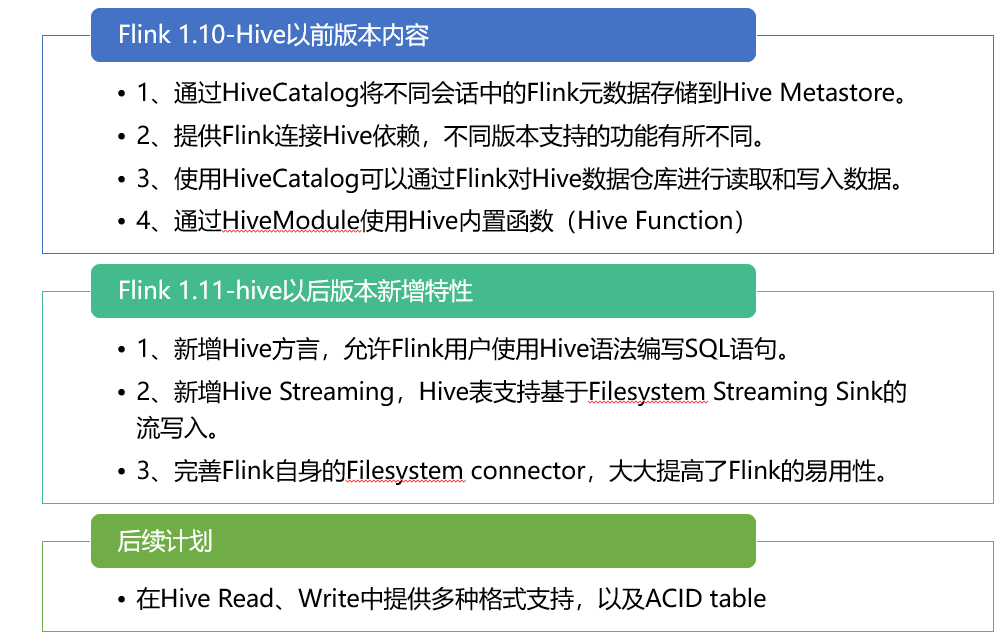 Flink 1.10-Hive以前版本内容
• 1、通过HiveCatalog将不同会话中的Flink元数据存储到Hive Metastore。
• 2、提供Flink连接Hive依赖，不同版本支持的功能有所不同。
• 3、使用HiveCatalog可以通过Flink对Hive数据仓库进行读取和写入数据。
• 4、通过HiveModule使用Hive内置函数（Hive Function）
Flink 1.11-hive以后版本新增特性
• 1、新增Hive方言，允许Flink用户使用Hive语法编写SQL语句。
• 2、新增Hive Streaming，Hive表支持基于Filesystem Streaming Sink的
流写入。
• 3、完善Flink自身的Filesystem connector，大大提高了Flink的易用性。
后续计划
• 在Hive Read、Write中提供多种格式支持，以及ACID table